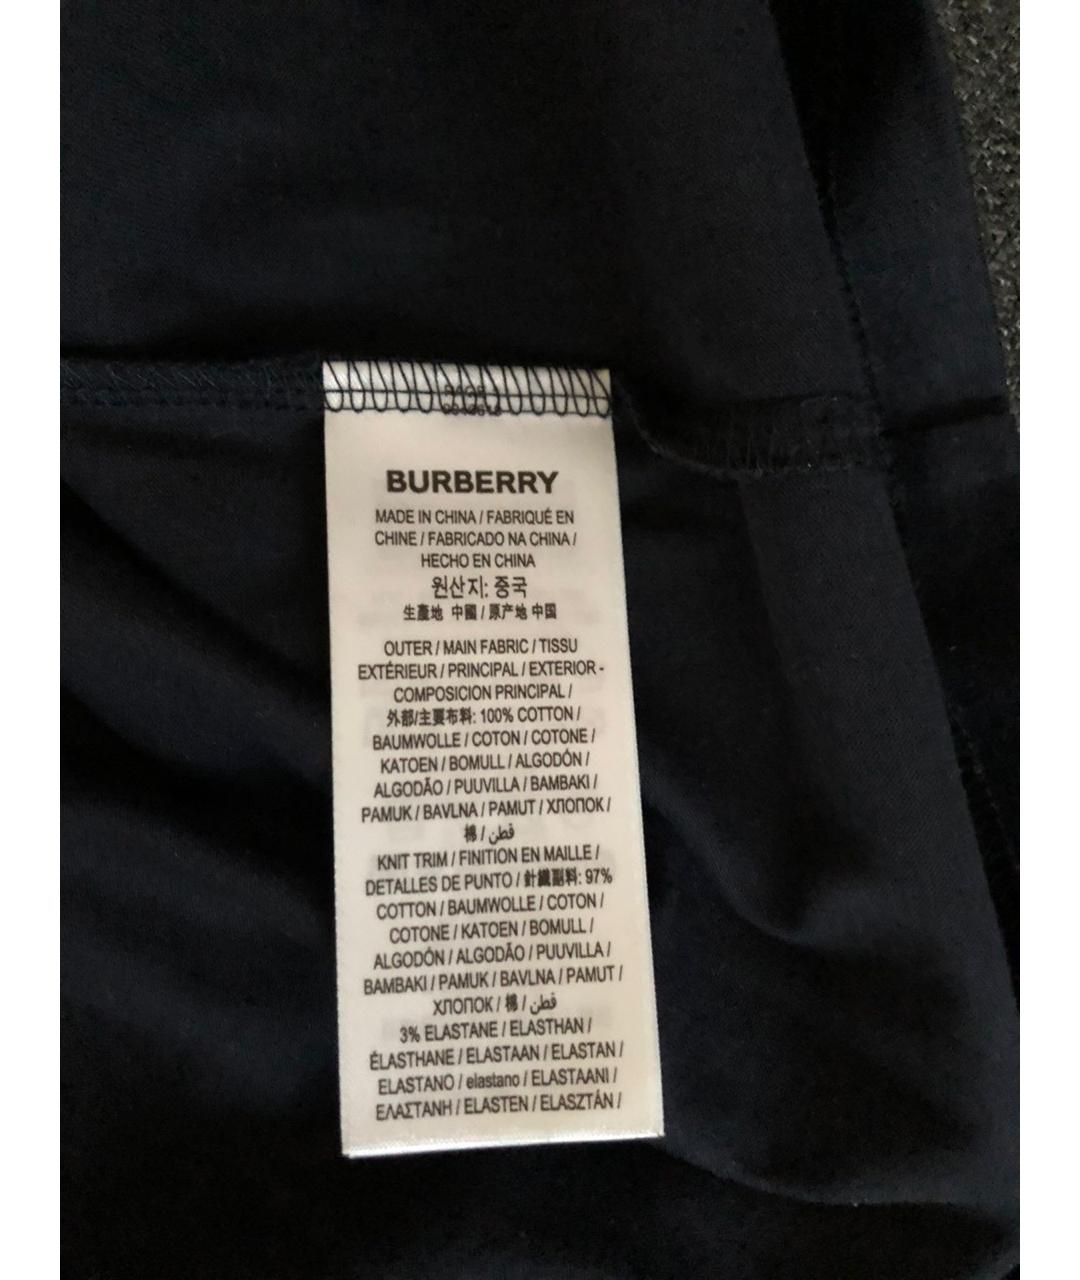 BURBERRY
MADE IN CHINA / FABRIQUÉ EN
CHINE / FABRICADO NA CHINA /
HECHO EN CHINA
원산지: 중국
生產地 中國 / 原产地 中国
OUTER / MAIN FABRIC / TISSU
EXTÉRIEUR / PRINCIPAL / EXTERIOR -
COMPOSICION PRINCIPAL /
外部/主要布料: 100% COTTON /
BAUMWOLLE / COTON / COTONE /
KATOEN / BOMULL / ALGODÓN /
ALGODÃO / PUUVILLA / BAMBAKI /
PAMUK / BAVLNA / PAMUT / ХЛОПОК /
棉 / قطن
KNIT TRIM / FINITION EN MAILLE /
DETALLES DE PUNTO / 針織副料: 97%
COTTON / BAUMWOLLE / COTON /
COTONE / KATOEN / BOMULL /
ALGODÓN / ALGODÃO / PUUVILLA /
BAMBAKI / PAMUK / BAVLNA / PAMUT /
ХЛОПОК / 棉 / قطن
3% ELASTANE / ELASTHAN /
ÉLASTHANE / ELASTAAN / ELASTAN /
ELASTANO / elastano / ELASTAANI /
ΕΛΑΣΤΑΝΗ / ELASTEN / ELASZTÁN /